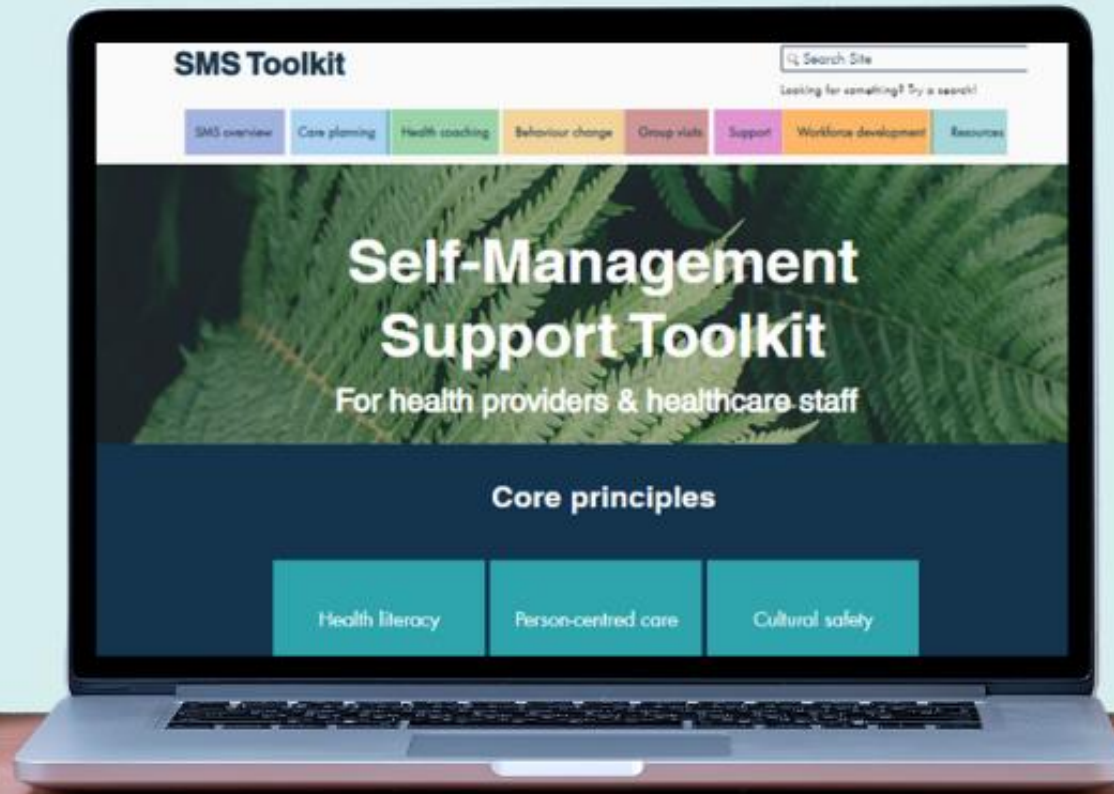 SMS Toolkit
Search Site
Looking for something? Try a search!
SMS overview
Care planning
Health coaching
Behaviour change
Group visits
Support
Workforce development
Resources
Self-Management
Support Toolkit
For health providers & healthcare staff
Core principles
Health literacy
Person-centred care
Cultural safety